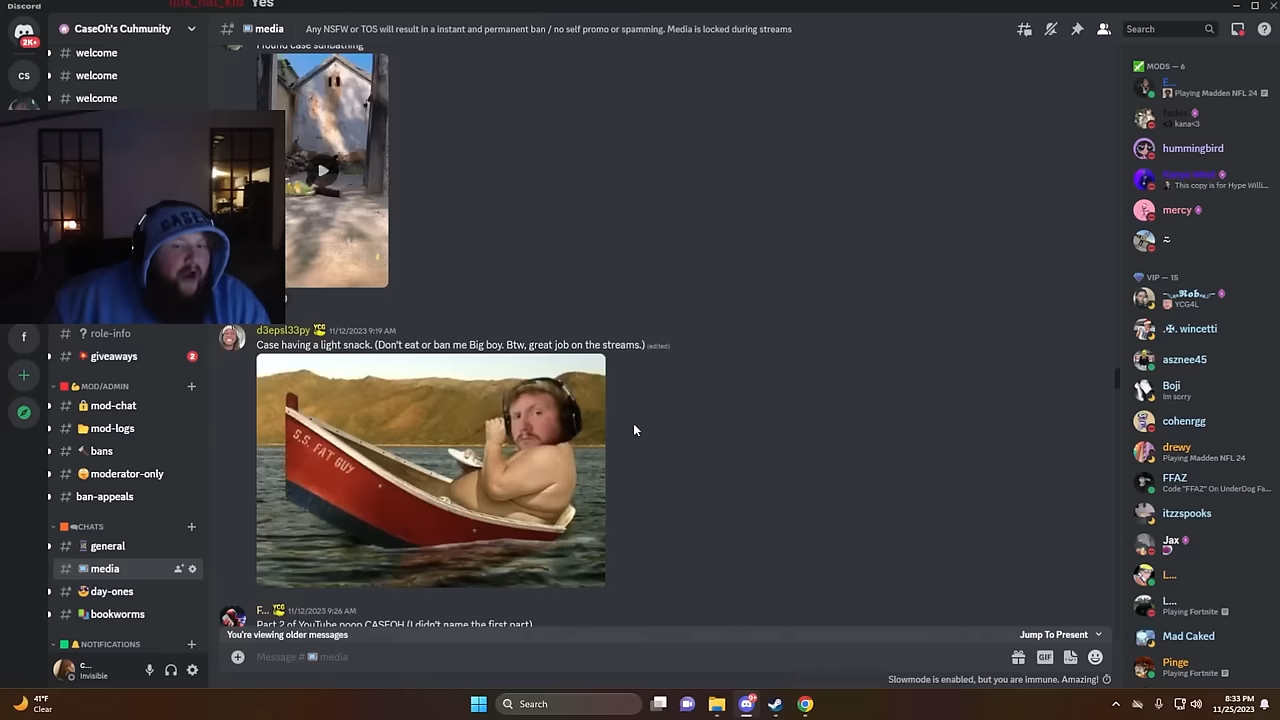 link_hat_kid Yes
Discord
2K+
CaseOh's Cuhmunity
media
Any NSFW or TOS will result in a instant and permanent ban / no self promo or spamming. Media is locked during streams
Search
CS
welcome
welcome
welcome
I found case sunbathing
role-info
giveaways
2
MOD/ADMIN
mod-chat
mod-logs
bans
moderator-only
ban-appeals
CHATS
general
media
day-ones
bookworms
NOTIFICATIONS
c...
Invisible
CASEOH
d3epsl33py YCG 11/12/2023 9:19 AM
Case having a light snack. (Don't eat or ban me Big boy. Btw, great job on the streams.) (edited)
S.S. FAT GUY
F... YCG 11/12/2023 9:26 AM
Part 2 of YouTube poop CASEOH (I didn't name the first part)
You're viewing older messages
Jump To Present
Message # media
GIF
Slowmode is enabled, but you are immune. Amazing!
MODS — 6
E...
Playing Madden NFL 24
<3 kana<3
hummingbird
This copy is for Hype Willi...
mercy
VIP — 15
YCG4L
wincetti
asznee45
Boji
Im sorry
cohenrgg
drewy
Playing Madden NFL 24
FFAZ
Code "FFAZ" On UnderDog Fa...
itzzspooks
Jax
L...
L...
Playing Fortnite
Mad Caked
Pinge
Playing Fortnite
41°F
Clear
Search
8:33 PM
11/25/2023